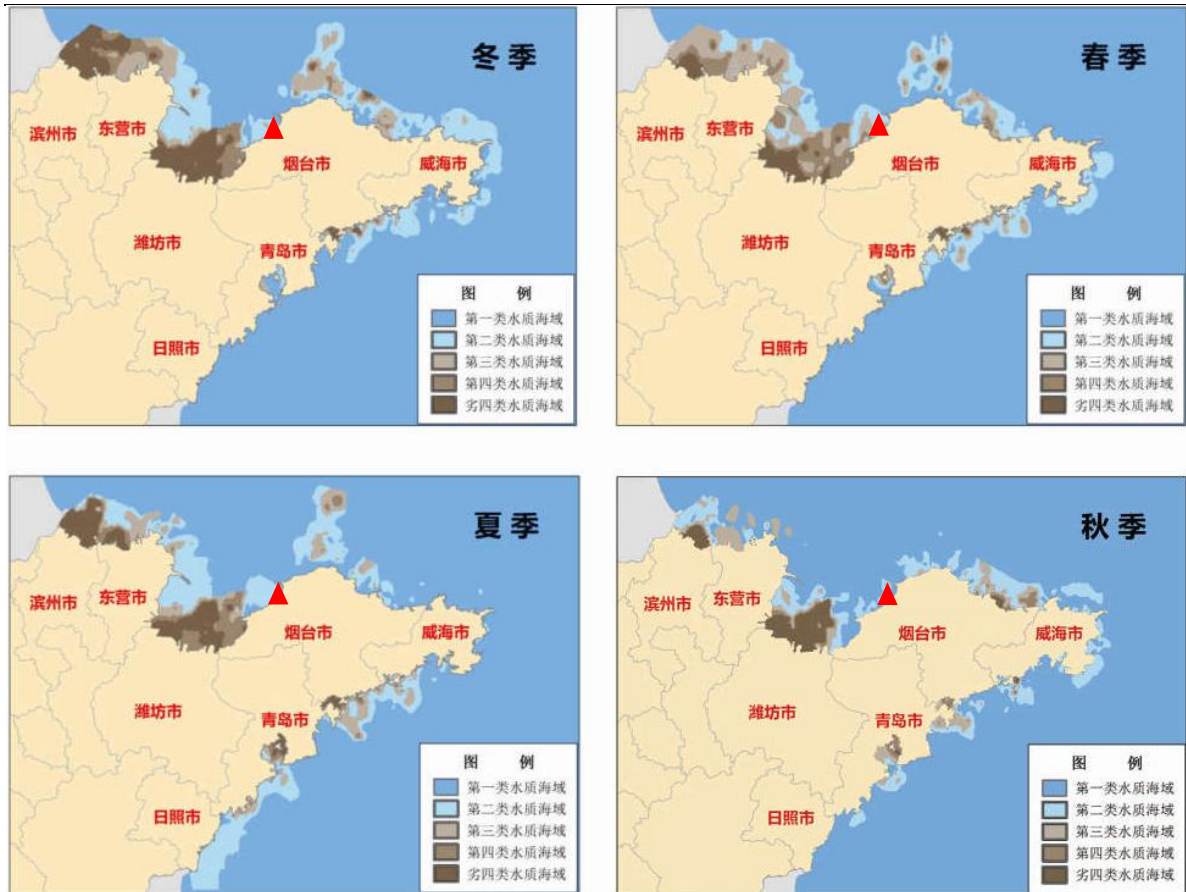 冬季
滨州市
东营市
烟台市
威海市
潍坊市
青岛市
日照市
图 例
第一类水质海域
第二类水质海域
第三类水质海域
第四类水质海域
劣四类水质海域
春季
滨州市
东营市
烟台市
威海市
潍坊市
青岛市
日照市
图 例
第一类水质海域
第二类水质海域
第三类水质海域
第四类水质海域
劣四类水质海域
夏季
滨州市
东营市
烟台市
威海市
潍坊市
青岛市
日照市
图 例
第一类水质海域
第二类水质海域
第三类水质海域
第四类水质海域
劣四类水质海域
秋季
滨州市
东营市
烟台市
威海市
潍坊市
青岛市
日照市
图 例
第一类水质海域
第二类水质海域
第三类水质海域
第四类水质海域
劣四类水质海域